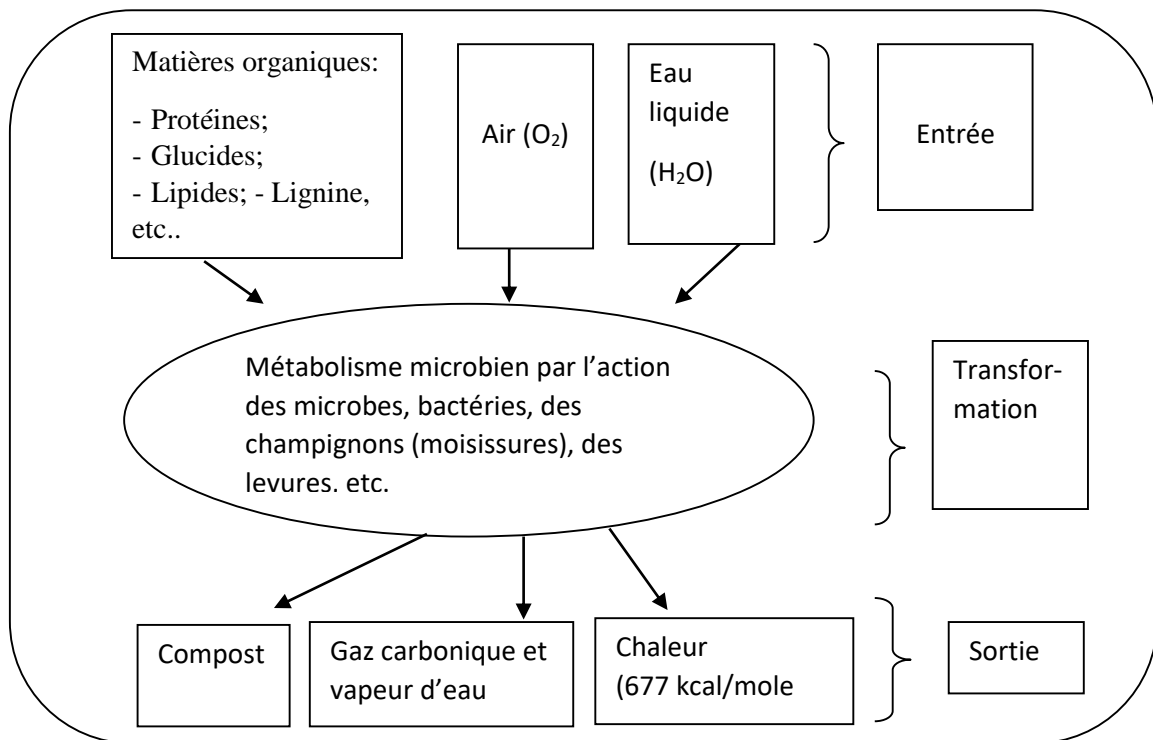 Matières organiques:
- Protéines;
- Glucides;
- Lipides; - Lignine,
etc..
Air (O₂)
Eau
liquide
(H₂O)
Entrée
Métabolisme microbien par l’action
des microbes, bactéries, des
champignons (moisissures), des
levures. etc.
Transfor-
mation
Compost
Gaz carbonique et
vapeur d’eau
Chaleur
(677 kcal/mole
Sortie